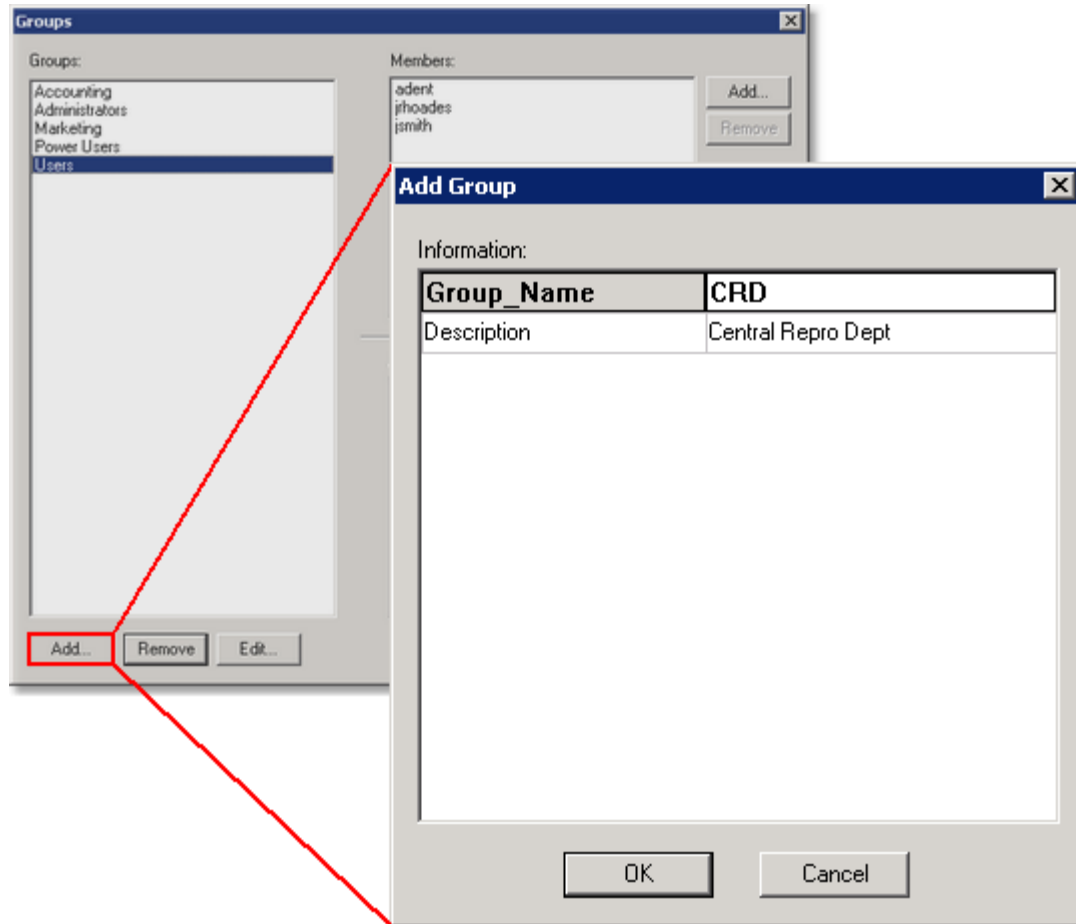 Groups
Groups:
Accounting
Administrators
Marketing
Power Users
Users
Add...
Remove
Edit...
Members:
adent
jrhoades
jsmith
Add...
Remove
Add Group
Information:
Group_Name CRD
Description Central Repro Dept
OK Cancel